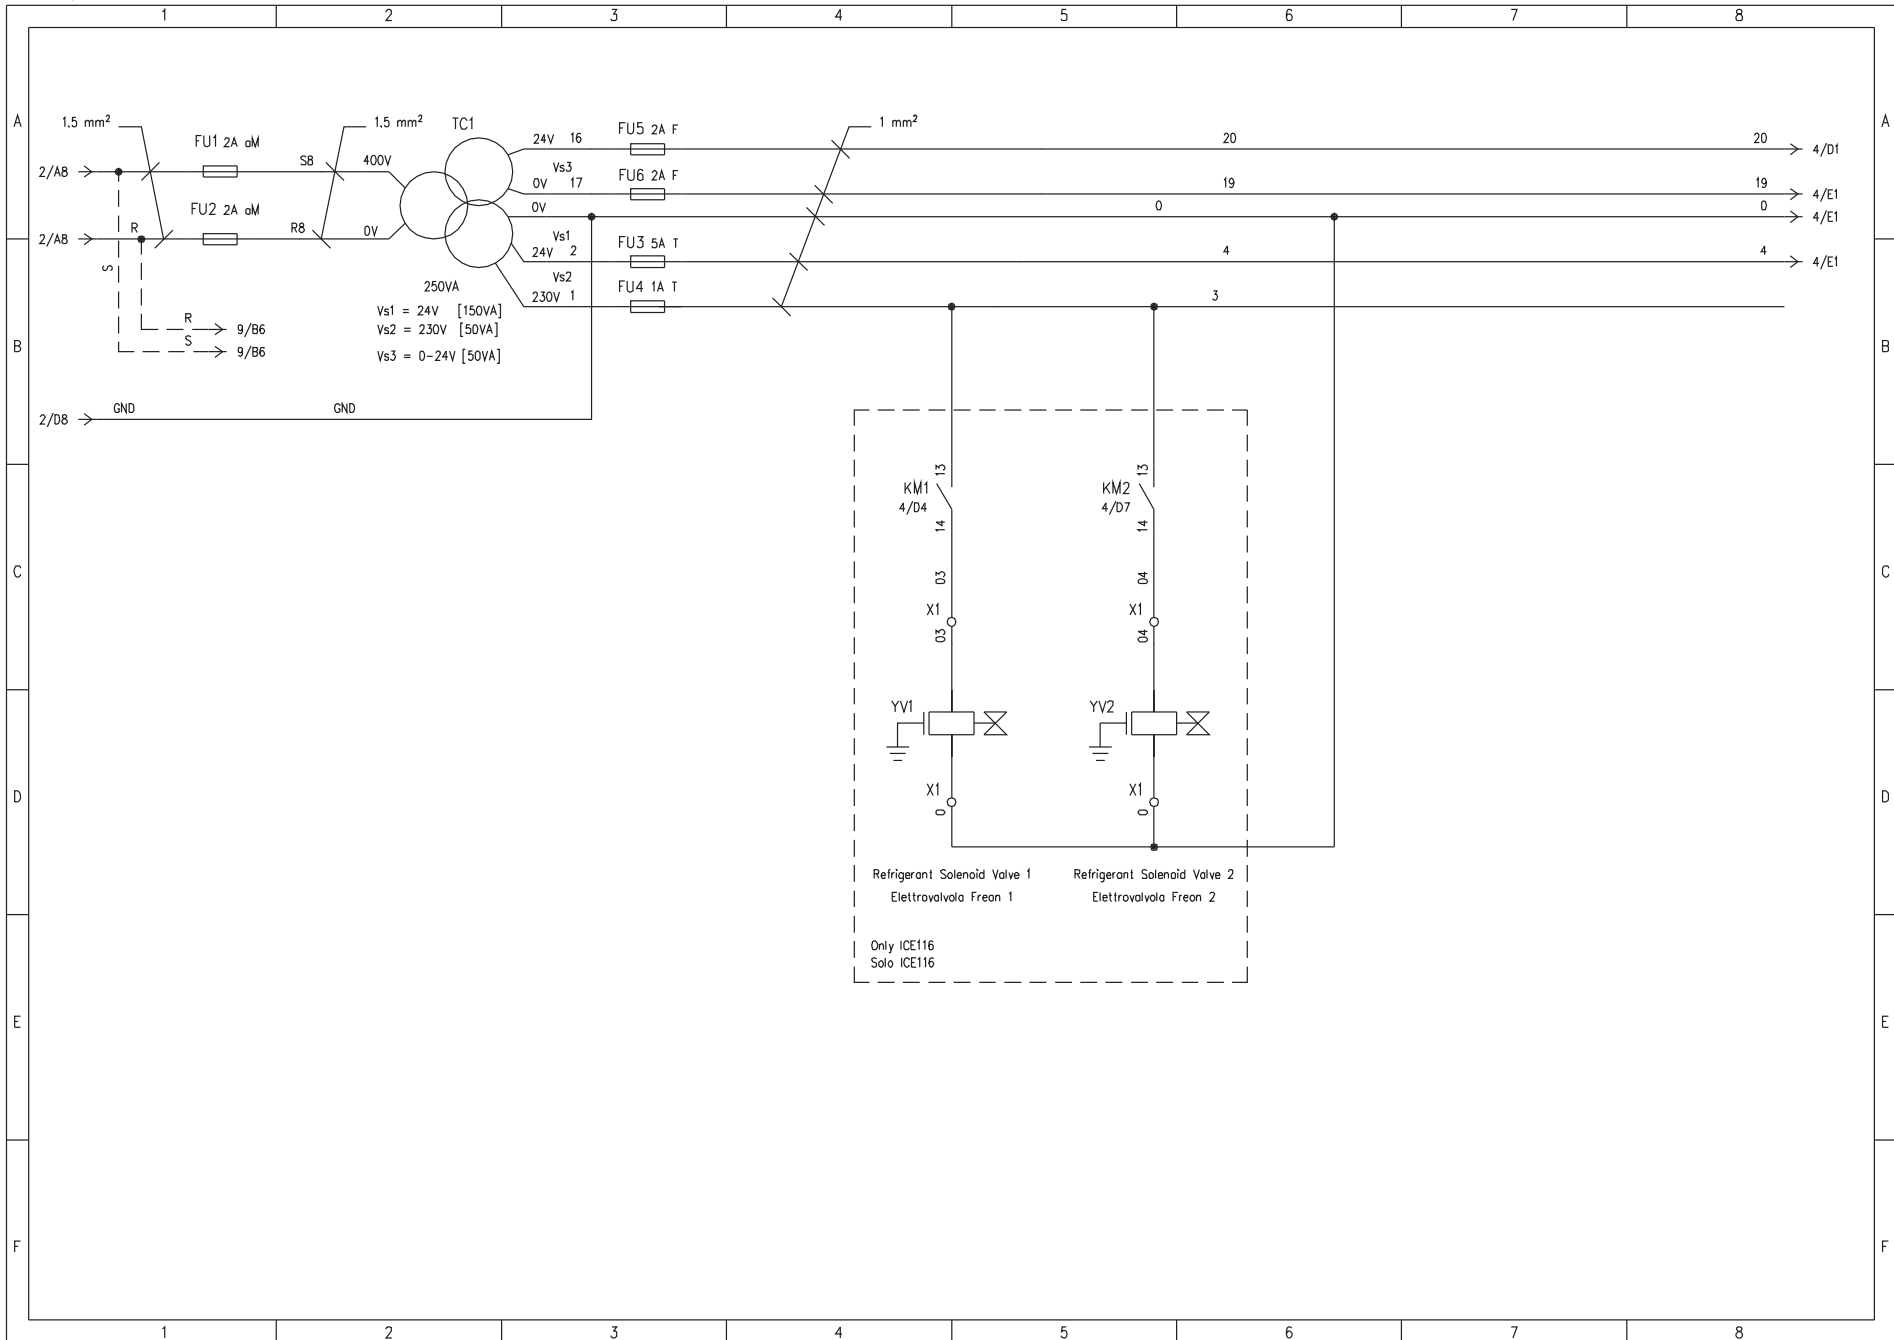 1 2 3 4 5 6 7 8
A A
1.5 mm² 1.5 mm² TC1 1 mm²
FU1 2A aM
2/A8 S8 400V
24V 16 FU5 2A F 20 20 4/D1
Vs3
0V 17 FU6 2A F 19 19 4/E1
0V 0 0 4/E1
FU2 2A aM
2/A8 R R8 0V
Vs1
24V 2 FU3 5A T 4 4 4/E1
Vs2
230V 1 FU4 1A T 3
S
250VA
Vs1 = 24V [150VA]
Vs2 = 230V [50VA]
Vs3 = 0-24V [50VA]
R 9/B6
S 9/B6
B B
2/D8 GND GND
13 13
KM1 KM2
4/D4 4/D7
14 14
C C
03 04
X1 X1
03 04
YV1 YV2
D D
X1 X1
0 0
Refrigerant Solenoid Valve 1 Refrigerant Solenoid Valve 2
Elettrovalvola Freon 1 Elettrovalvola Freon 2
Only ICE116
Solo ICE116
E E
F F
1 2 3 4 5 6 7 8